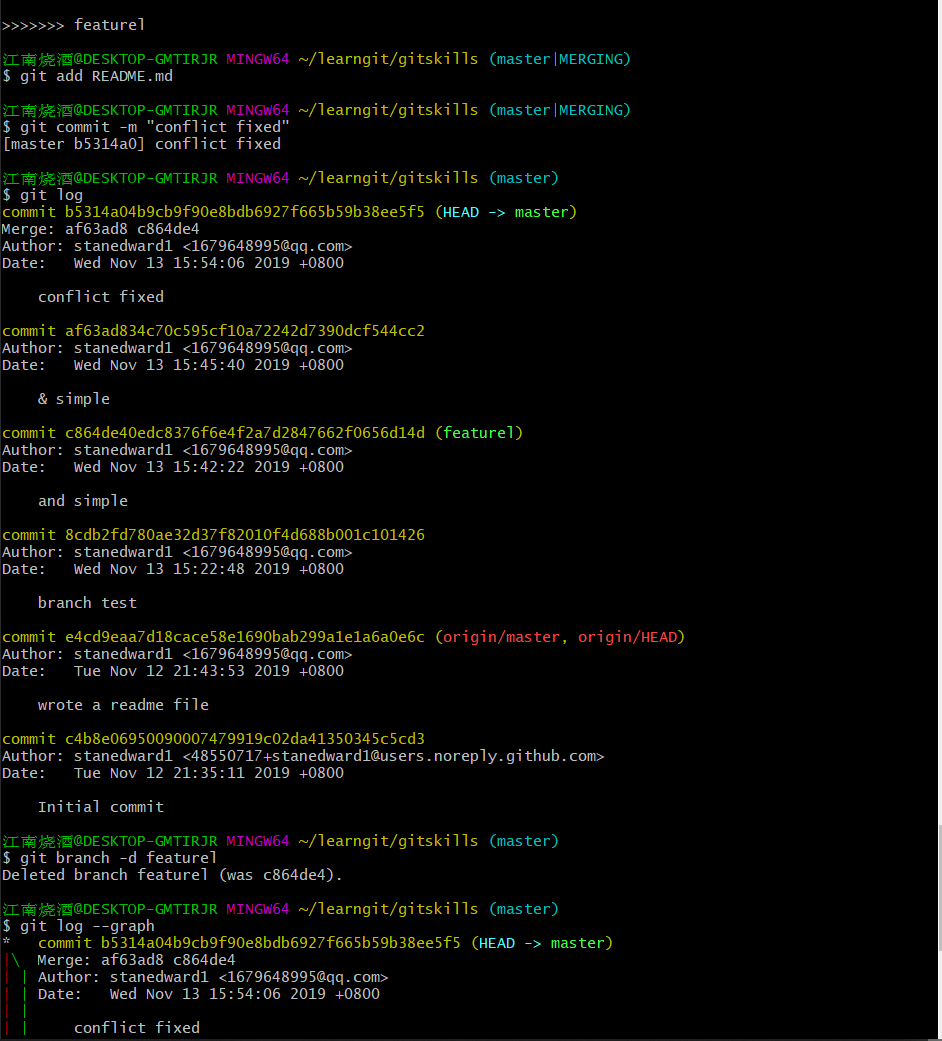 >>>>>>> featurel
江南烧酒@DESKTOP-GMTIRJR MINGW64 ~/learngit/gitskills (master|MERGING)
$ git add README.md
江南烧酒@DESKTOP-GMTIRJR MINGW64 ~/learngit/gitskills (master|MERGING)
$ git commit -m "conflict fixed"
[master b5314a0] conflict fixed
江南烧酒@DESKTOP-GMTIRJR MINGW64 ~/learngit/gitskills (master)
$ git log
commit b5314a04b9cb9f90e8bdb6927f665b59b38ee5f5 (HEAD -> master)
Merge: af63ad8 c864de4
Author: stanedward1 <1679648995@qq.com>
Date:   Wed Nov 13 15:54:06 2019 +0800
    conflict fixed
commit af63ad834c70c595cf10a72242d7390dcf544cc2
Author: stanedward1 <1679648995@qq.com>
Date:   Wed Nov 13 15:45:40 2019 +0800
    & simple
commit c864de40edc8376f6e4f2a7d2847662f0656d14d (featurel)
Author: stanedward1 <1679648995@qq.com>
Date:   Wed Nov 13 15:42:22 2019 +0800
    and simple
commit 8cdb2fd780ae32d37f82010f4d688b001c101426
Author: stanedward1 <1679648995@qq.com>
Date:   Wed Nov 13 15:22:48 2019 +0800
    branch test
commit e4cd9eaa7d18cace58e1690bab299a1e1a6a0e6c (origin/master, origin/HEAD)
Author: stanedward1 <1679648995@qq.com>
Date:   Tue Nov 12 21:43:53 2019 +0800
    wrote a readme file
commit c4b8e06950090007479919c02da41350345c5cd3
Author: stanedward1 <48550717+stanedward1@users.noreply.github.com>
Date:   Tue Nov 12 21:35:11 2019 +0800
    Initial commit
江南烧酒@DESKTOP-GMTIRJR MINGW64 ~/learngit/gitskills (master)
$ git branch -d featurel
Deleted branch featurel (was c864de4).
江南烧酒@DESKTOP-GMTIRJR MINGW64 ~/learngit/gitskills (master)
$ git log --graph
*   commit b5314a04b9cb9f90e8bdb6927f665b59b38ee5f5 (HEAD -> master)
|\  Merge: af63ad8 c864de4
| | Author: stanedward1 <1679648995@qq.com>
| | Date:   Wed Nov 13 15:54:06 2019 +0800
| |
| |     conflict fixed